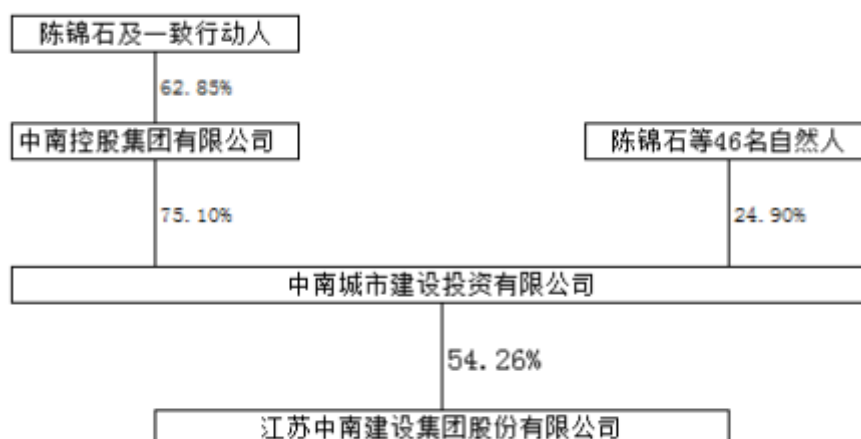 陈锦石及一致行动人
62.85%
中南控股集团有限公司
陈锦石等46名自然人
75.10%
24.90%
中南城市建设投资有限公司
54.26%
江苏中南建设集团股份有限公司